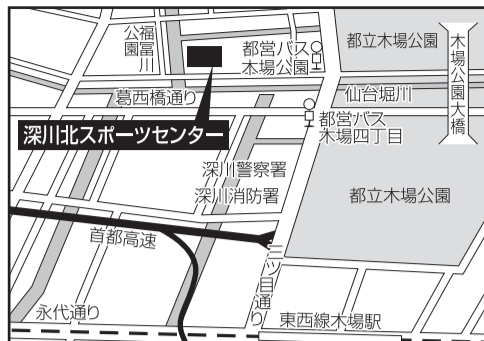 福富川
公園
都営バス
木場公園
都立木場公園
木場公園大橋
葛西橋通り
仙台堀川
都営バス
木場四丁目
深川北スポーツセンター
深川警察署
深川消防署
都立木場公園
首都高速
三ツ目通り
永代通り
東西線木場駅